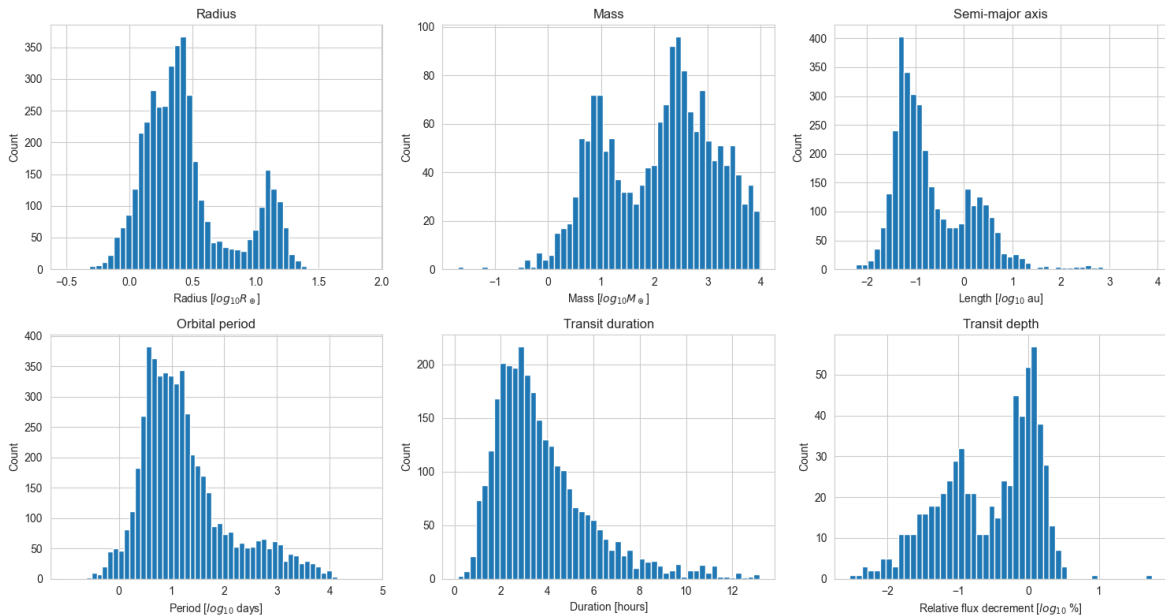 Radius
Mass
Semi-major axis
350
300
250
200
150
100
50
0
Count
−0.5 0.0 0.5 1.0 1.5 2.0
Radius [log10R⊕]
100
80
60
40
20
0
Count
−1 0 1 2 3 4
Mass [log10M⊕]
400
350
300
250
200
150
100
50
0
Count
−2 −1 0 1 2 3 4
Length [log10 au]
Orbital period
Transit duration
Transit depth
400
350
300
250
200
150
100
50
0
Count
0 1 2 3 4 5
Period [log10 days]
200
150
100
50
0
Count
0 2 4 6 8 10 12
Duration [hours]
50
40
30
20
10
0
Count
−2 −1 0 1
Relative flux decrement [log10 %]